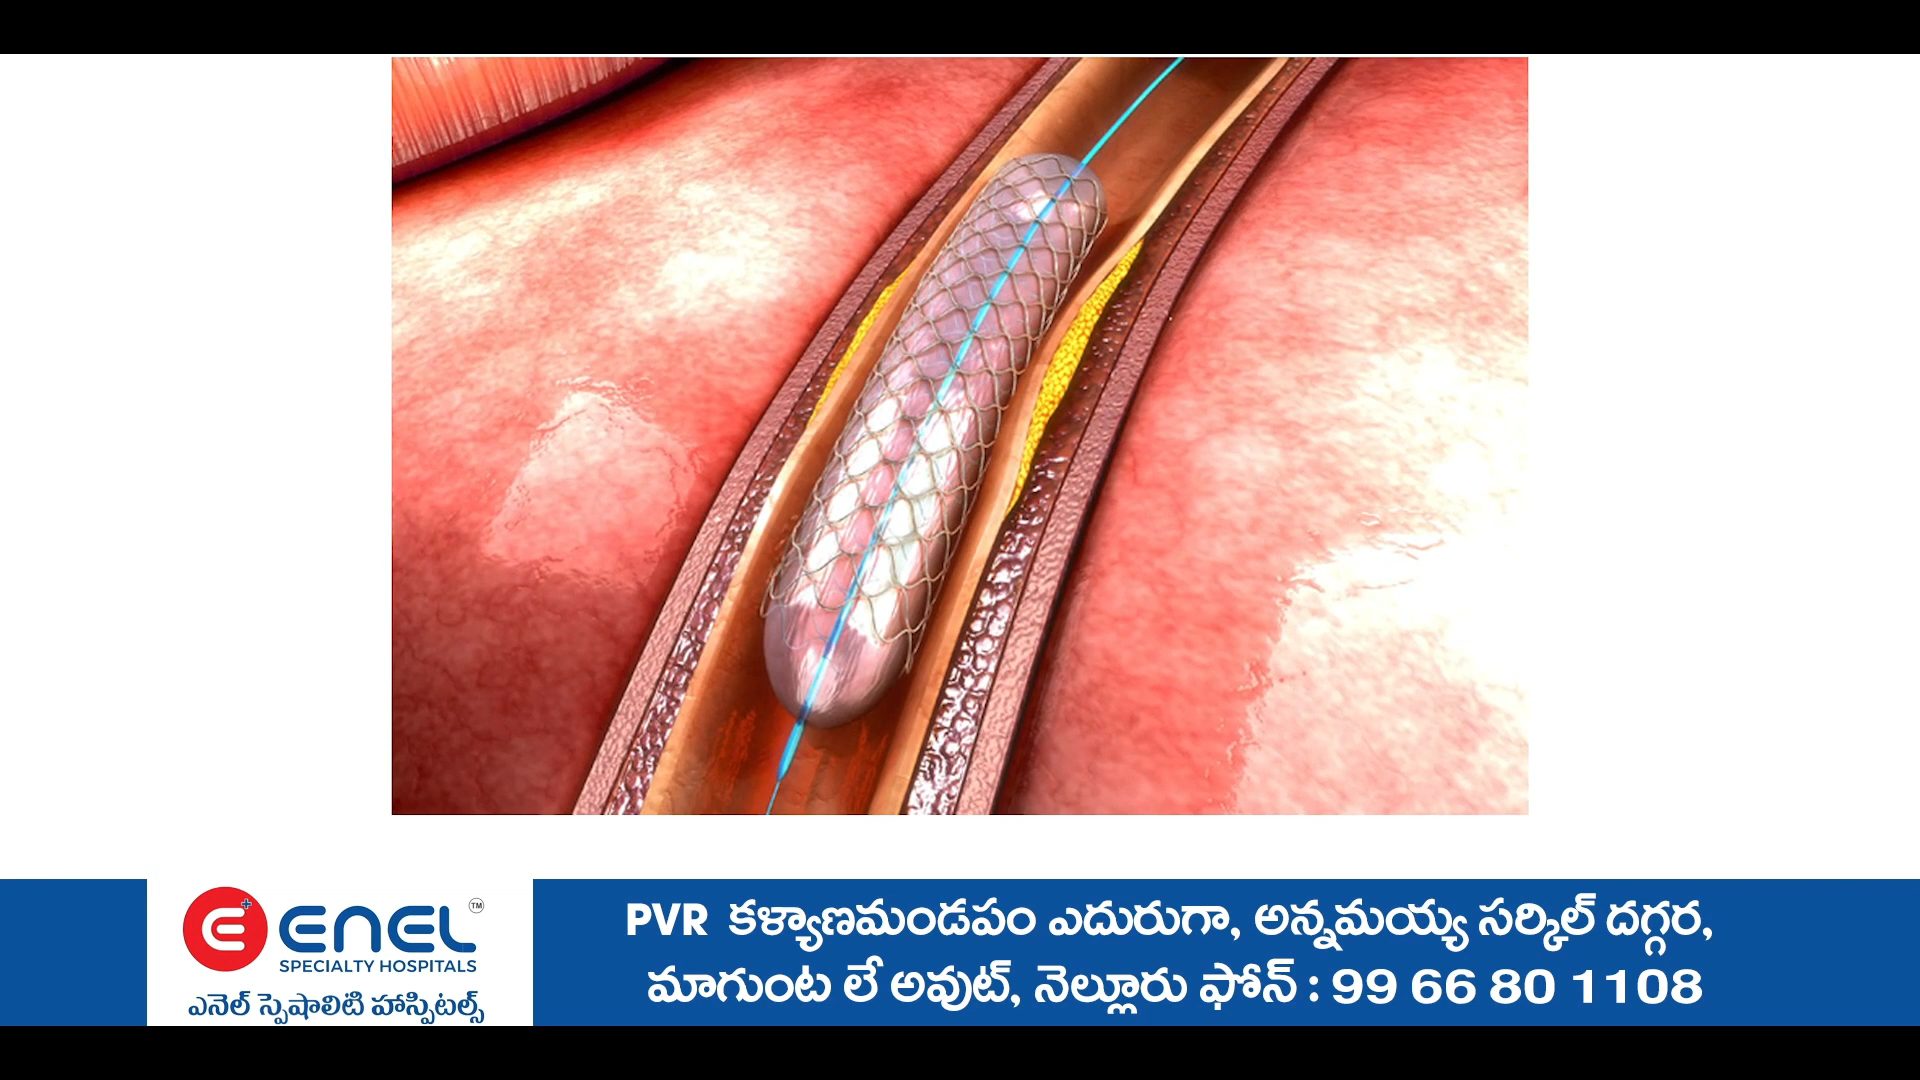 ENEL
TM
SPECIALTY HOSPITALS
ఎనెల్ స్పెషాలిటి హాస్పిటల్స్
PVR కళ్యాణమండపం ఎదురుగా, అన్నమయ్య సర్కిల్ దగ్గర,
మాగుంట లే అవుట్, నెల్లూరు ఫోన్ : 99 66 80 1108